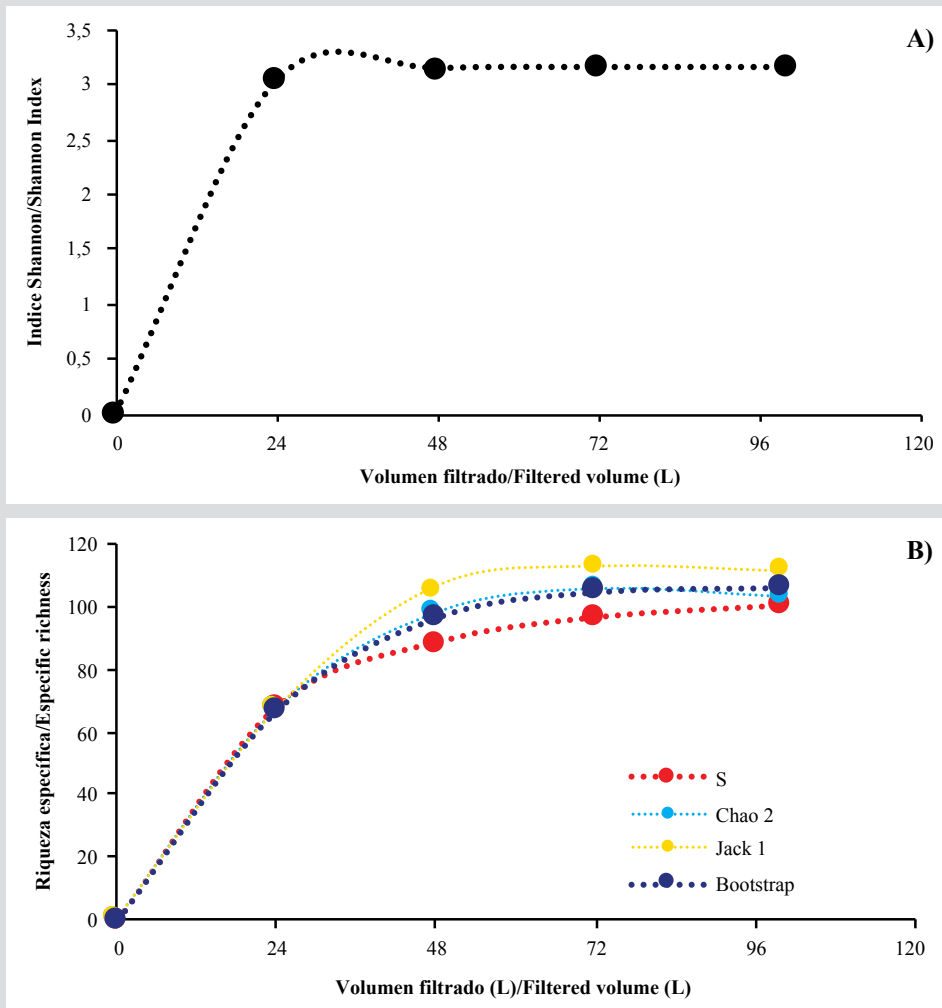 A)
Indice Shannon/Shannon Index
3,5
3
2,5
2
1,5
1
0,5
0
0 24 48 72 96 120
Volumen filtrado/Filtered volume (L)
B)
Riqueza específica/Especific richness
120
100
80
60
40
20
0
S
Chao 2
Jack 1
Bootstrap
0 24 48 72 96 120
Volumen filtrado (L)/Filtered volume (L)